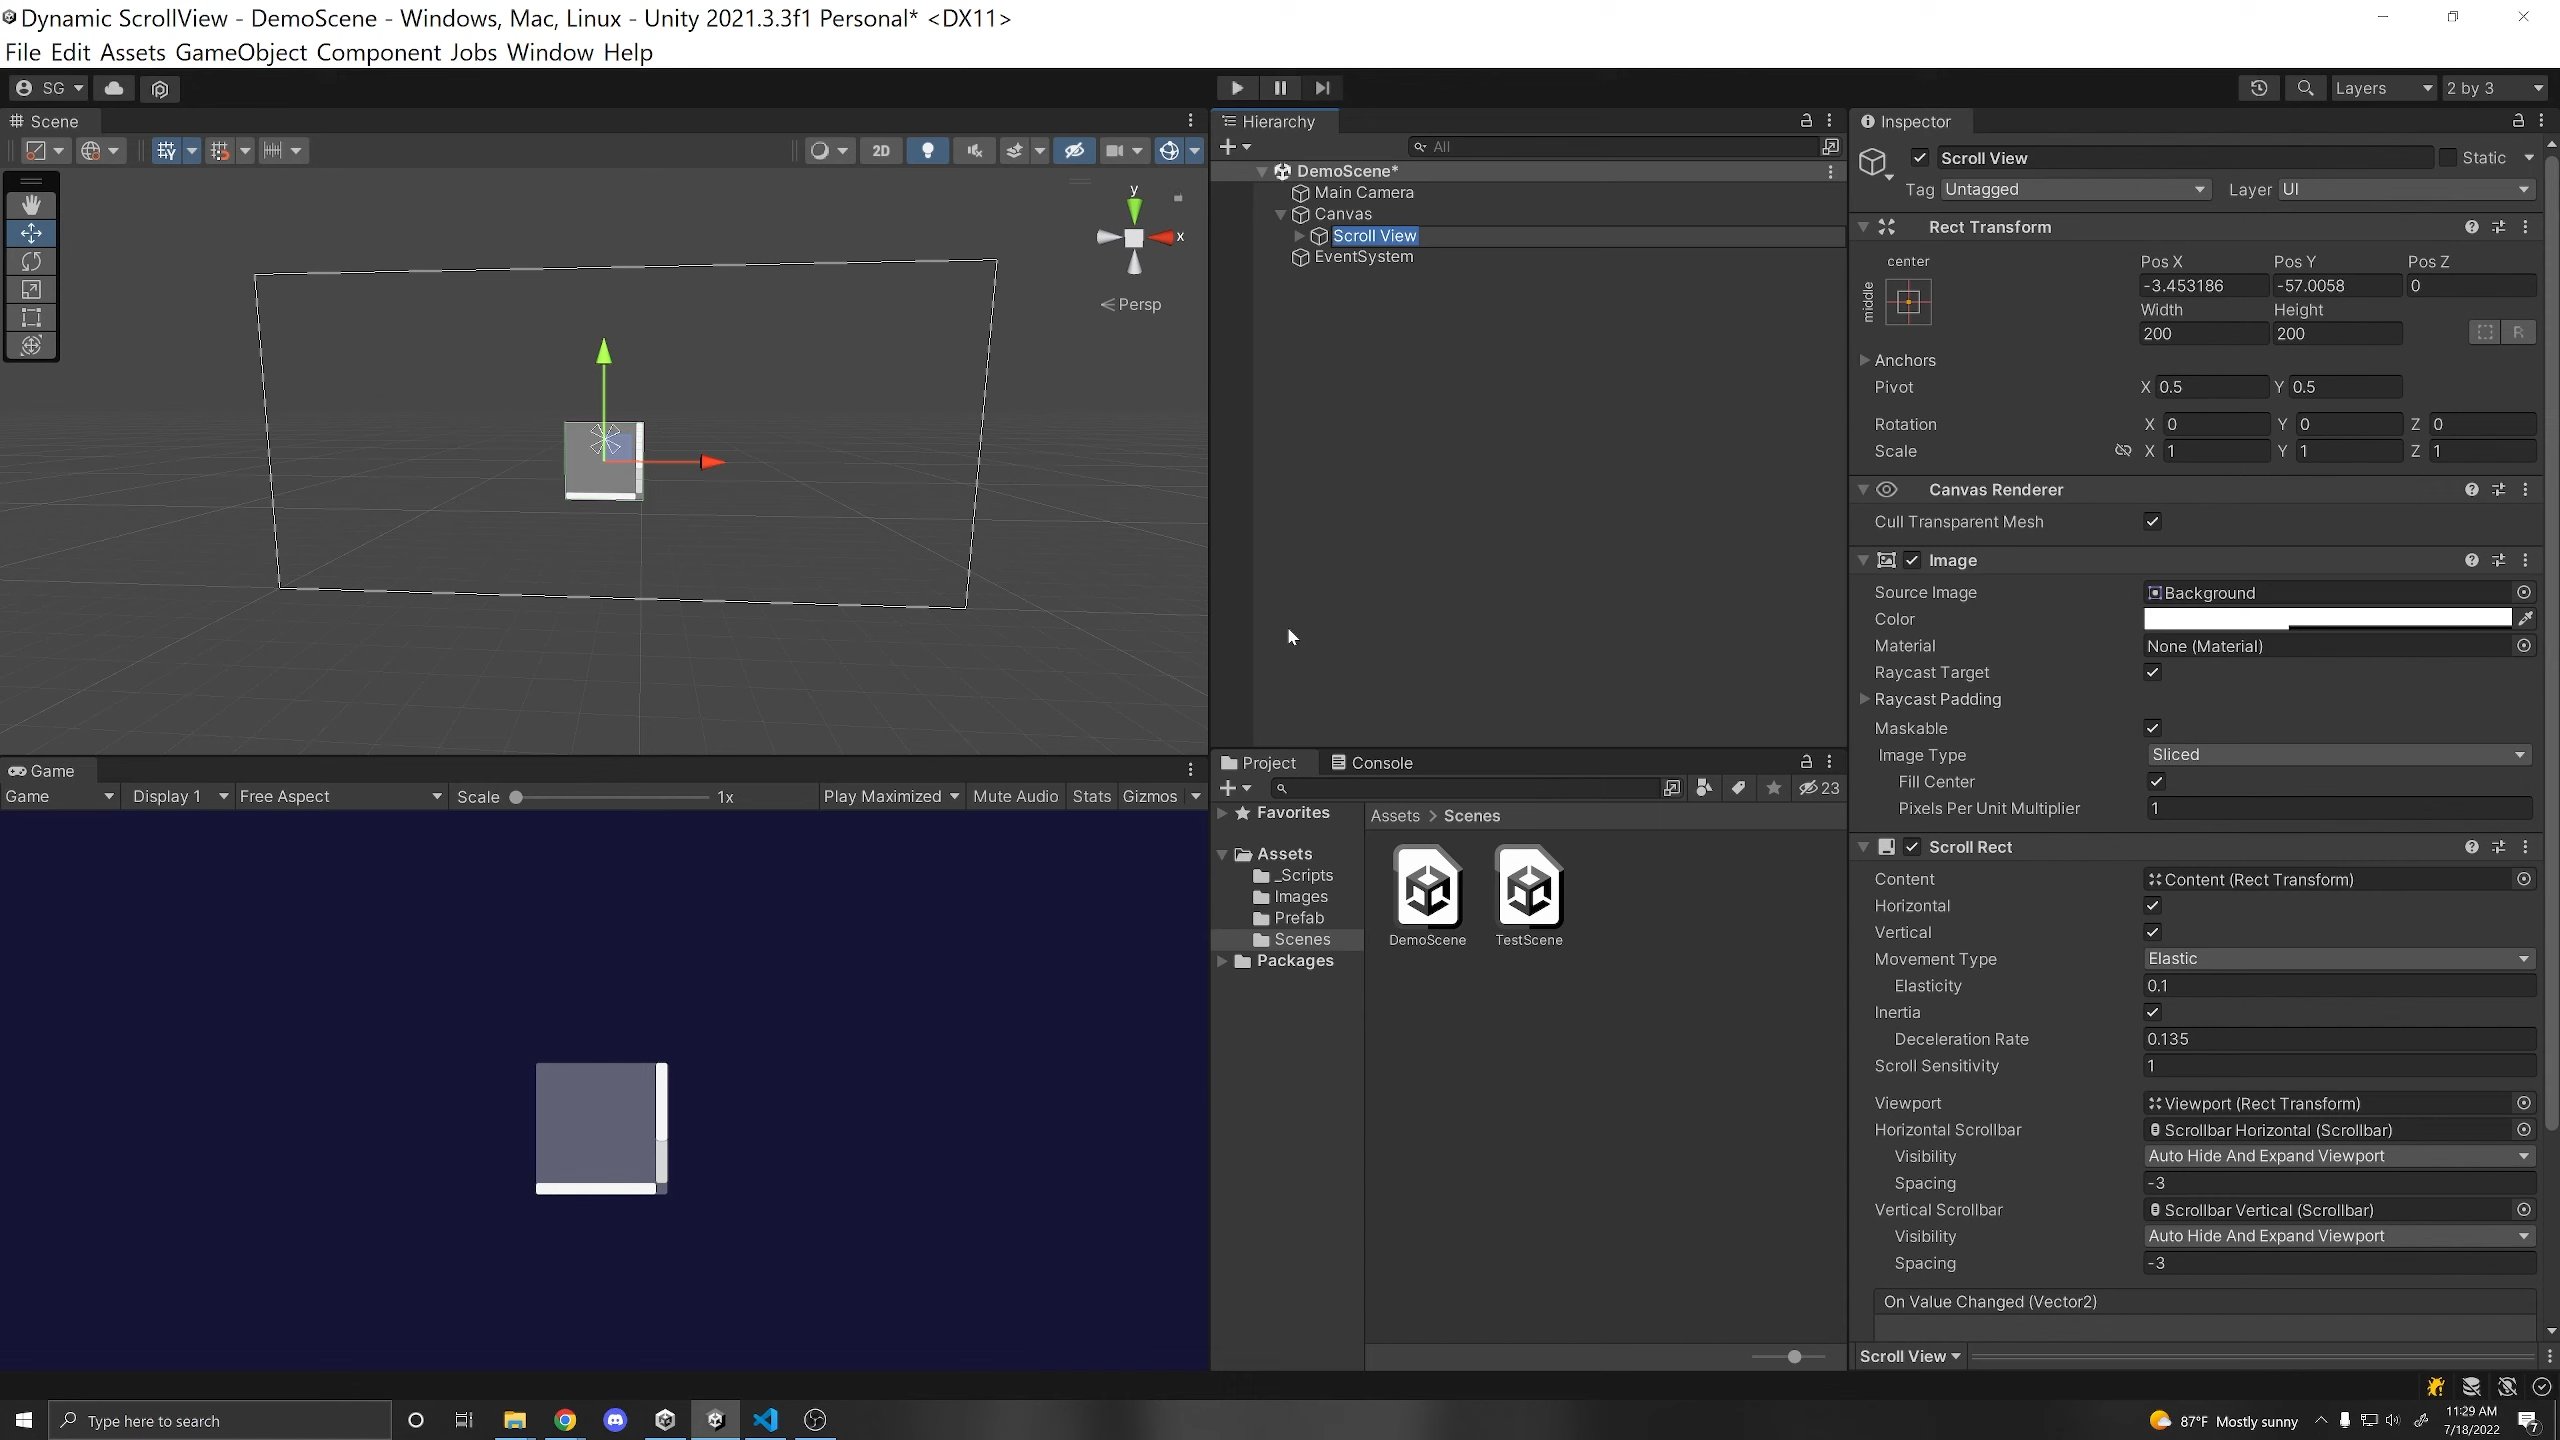 Dynamic ScrollView - DemoScene - Windows, Mac, Linux - Unity 2021.3.3f1 Personal* <DX11>
File Edit Assets GameObject Component Jobs Window Help
SG
Layers
2 by 3
Scene
2D
y
x
Persp
Hierarchy
All
DemoScene*
Main Camera
Canvas
Scroll View
EventSystem
Inspector
Scroll View
Static
Tag Untagged Layer UI
Rect Transform
center
middle
Pos X Pos Y Pos Z
-3.453186 -57.0058 0
Width Height
200 200
R
Anchors
Pivot X 0.5 Y 0.5
Rotation X 0 Y 0 Z 0
Scale X 1 Y 1 Z 1
Canvas Renderer
Cull Transparent Mesh
Image
Source Image Background
Color
Material None (Material)
Raycast Target
Raycast Padding
Maskable
Image Type Sliced
Fill Center
Pixels Per Unit Multiplier 1
Scroll Rect
Content Content (Rect Transform)
Horizontal
Vertical
Movement Type Elastic
Elasticity 0.1
Inertia
Deceleration Rate 0.135
Scroll Sensitivity 1
Viewport Viewport (Rect Transform)
Horizontal Scrollbar Scrollbar Horizontal (Scrollbar)
Visibility Auto Hide And Expand Viewport
Spacing -3
Vertical Scrollbar Scrollbar Vertical (Scrollbar)
Visibility Auto Hide And Expand Viewport
Spacing -3
On Value Changed (Vector2)
Scroll View
Game
Game Display 1 Free Aspect Scale 1x Play Maximized Mute Audio Stats Gizmos
Project Console
23
Favorites
Assets
_Scripts
Images
Prefab
Scenes
Packages
Assets > Scenes
DemoScene TestScene
Type here to search
87°F Mostly sunny
11:29 AM
7/18/2022
7